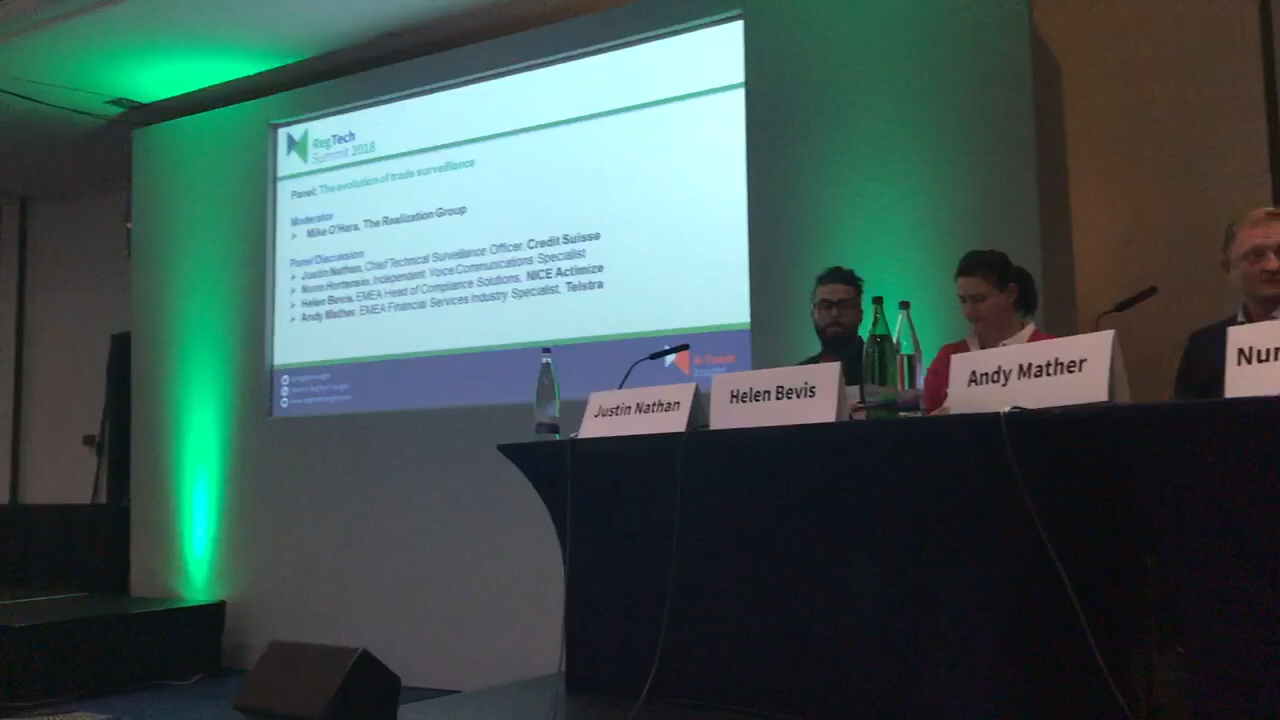 RegTech
Summit 2018
Panel: The evolution of trade surveillance
Moderator
Mike O'Hara, The Realization Group
Panel Discussion
Justin Nathan, Chief Technical Surveillance Officer, Credit Suisse
Nuno Hortensio, Independent Voice Communications Specialist
Helen Bevis, EMEA Head of Compliance Solutions, NICE Actimize
Andy Mather, EMEA Financial Services Industry Specialist, Telstra
Justin Nathan
Helen Bevis
Andy Mather
Nun